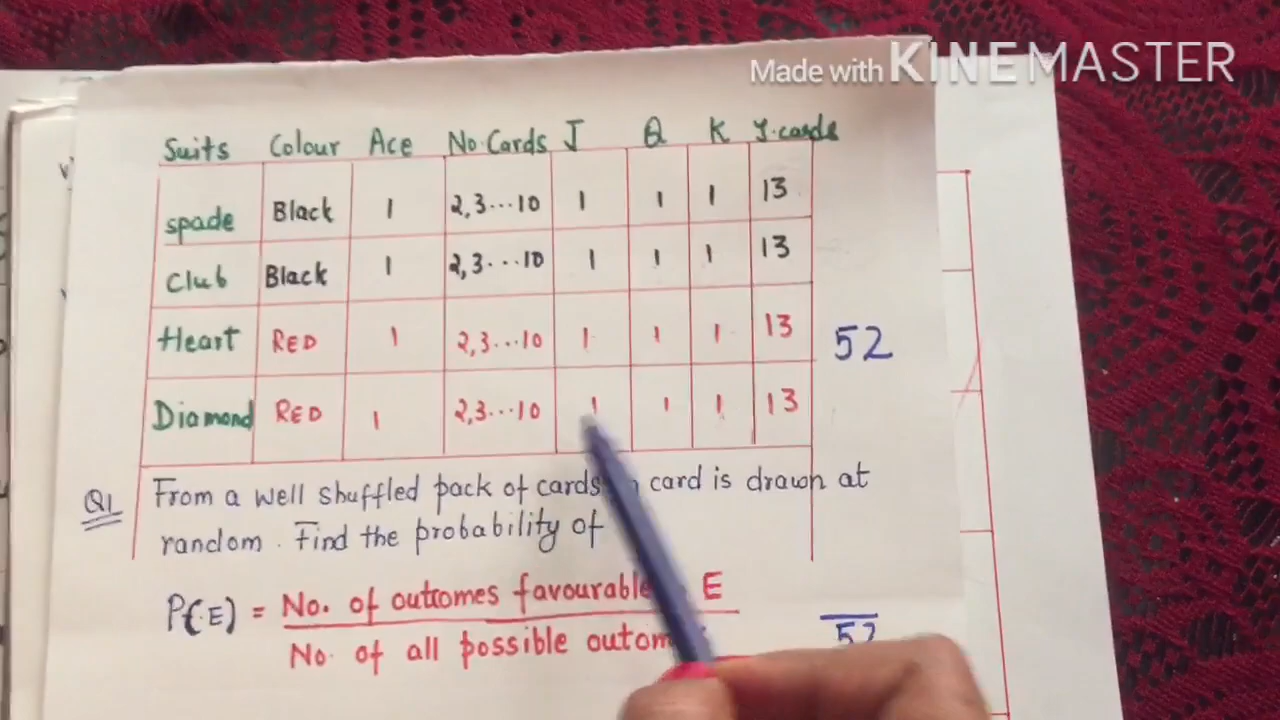 Made with KINEMASTER
Suits Colour Ace No.Cards J Q K T.cards
Spade Black 1 2,3...10 1 1 1 13
Club Black 1 2,3...10 1 1 1 13
Heart RED 1 2,3...10 1 1 1 13
52
Diamond RED 1 2,3...10 1 1 1 13
Q1 From a well shuffled pack of cards card is drawn at
random. Find the probability of
P(E) = No. of outcomes favourable E
No. of all possible
52